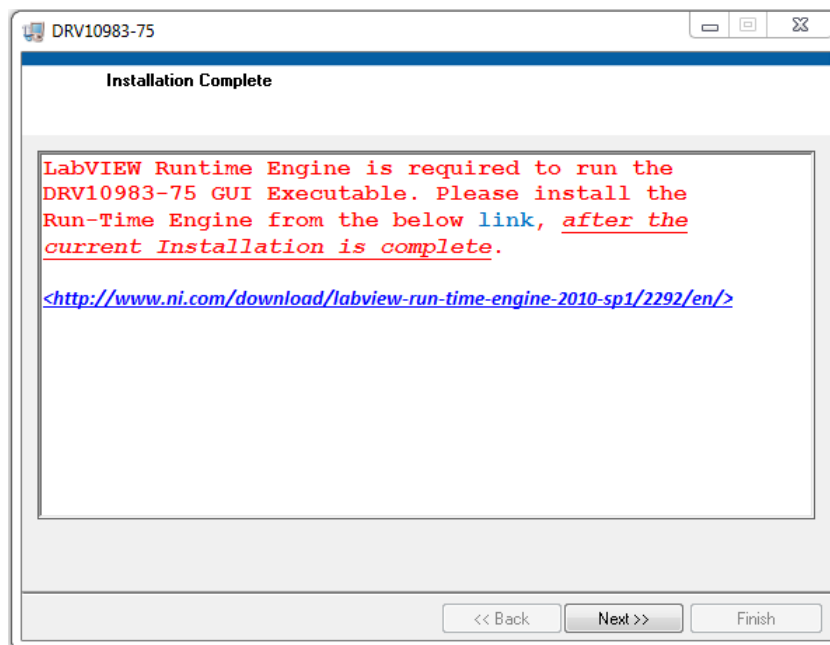 DRV10983-75
Installation Complete
LabVIEW Runtime Engine is required to run the
DRV10983-75 GUI Executable. Please install the
Run-Time Engine from the below link, after the
current Installation is complete.
<http://www.ni.com/download/labview-run-time-engine-2010-sp1/2292/en/>
<< Back
Next >>
Finish